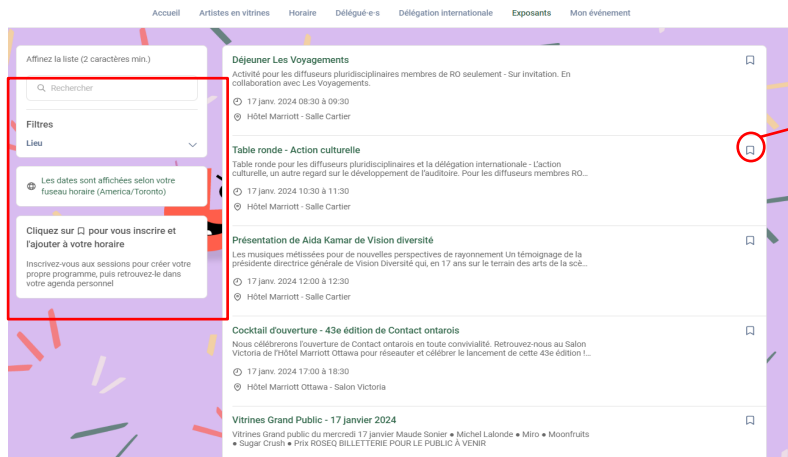 Accueil Artistes en vitrines Horaire Délégué·e·s Délégation internationale Exposants Mon événement
Affinez la liste (2 caractères min.)
Rechercher
Filtres
Lieu
Les dates sont affichées selon votre
fuseau horaire (America/Toronto)
Cliquez sur pour vous inscrire et
l'ajouter à votre horaire
Inscrivez-vous aux sessions pour créer votre
propre programme, puis retrouvez-le dans
votre agenda personnel
Déjeuner Les Voyagements
Activité pour les diffuseurs pluridisciplinaires membres de RO seulement - Sur invitation. En
collaboration avec Les Voyagements.
17 janv. 2024 08:30 à 09:30
Hôtel Marriott - Salle Cartier
Table ronde - Action culturelle
Table ronde pour les diffuseurs pluridisciplinaires et la délégation internationale - L'action
culturelle, un autre regard sur le développement de l'auditoire. Pour les diffuseurs membres RO...
17 janv. 2024 10:30 à 11:30
Hôtel Marriott - Salle Cartier
Présentation de Aida Kamar de Vision diversité
Les musiques métissées pour de nouvelles perspectives de rayonnement Un témoignage de la
présidente directrice générale de Vision Diversité qui, en 17 ans sur le terrain des arts de la scè...
17 janv. 2024 12:00 à 12:30
Hôtel Marriott - Salle Cartier
Cocktail d'ouverture - 43e édition de Contact ontarois
Nous célébrerons l'ouverture de Contact ontarois en toute convivialité. Retrouvez-nous au Salon
Victoria de l'Hôtel Marriott Ottawa pour réseauter et célébrer le lancement de cette 43e édition !...
17 janv. 2024 17:00 à 18:30
Hôtel Marriott Ottawa - Salon Victoria
Vitrines Grand Public - 17 janvier 2024
Vitrines Grand public du mercredi 17 janvier Maude Sonier ● Michel Lalonde ● Miro ● Moonfruits
● Sugar Crush ● Prix ROSEQ BILLETTERIE POUR LE PUBLIC À VENIR